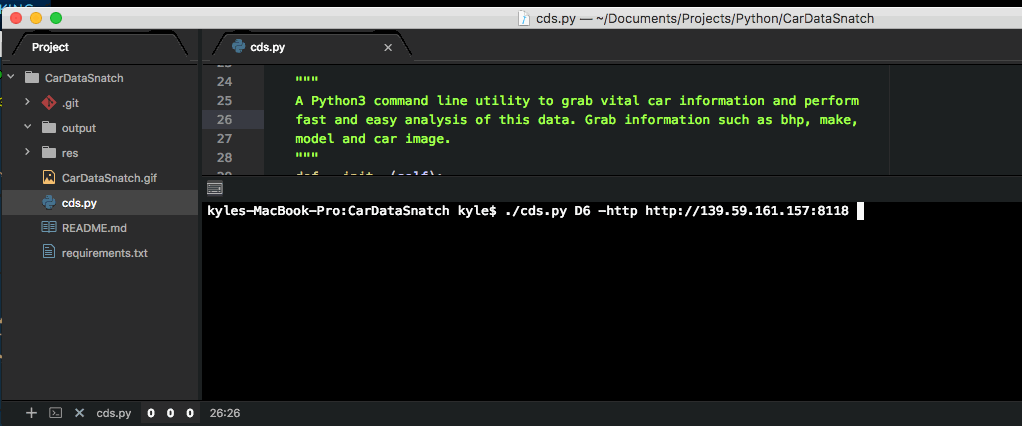 cds.py — ~/Documents/Projects/Python/CarDataSnatch
Project
cds.py
CarDataSnatch
.git
output
res
CarDataSnatch.gif
cds.py
README.md
requirements.txt
24 """
25 A Python3 command line utility to grab vital car information and perform
26 fast and easy analysis of this data. Grab information such as bhp, make,
27 model and car image.
28 """
kyles-MacBook-Pro:CarDataSnatch kyle$ ./cds.py D6 -http http://139.59.161.157:8118
cds.py 0 0 0 26:26